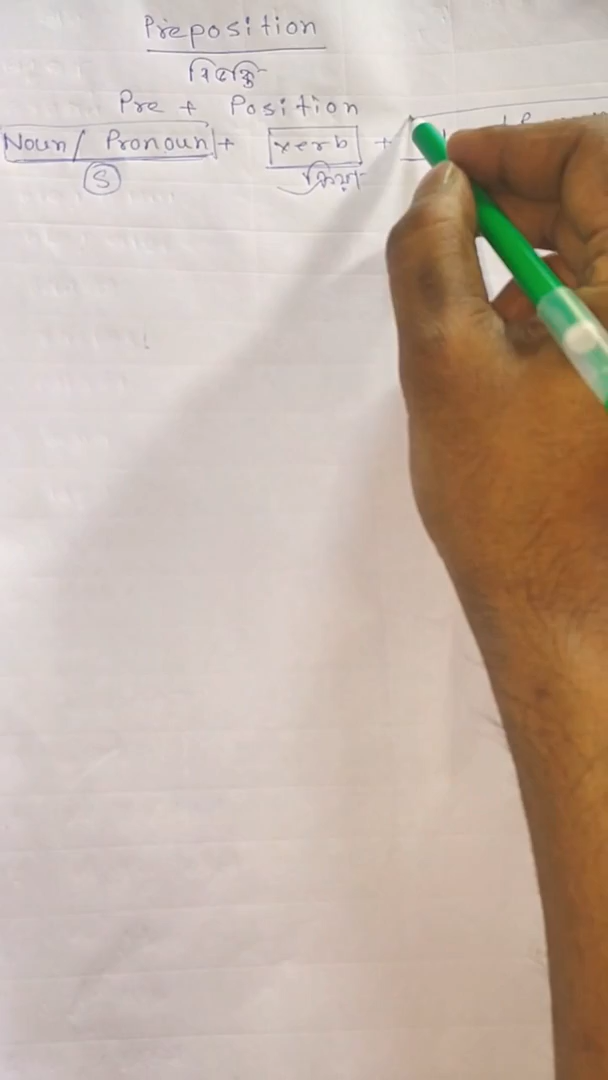 Preposition
বিভক্তি
Pre + Position
Noun / Pronoun + verb +
S ক্রিয়া